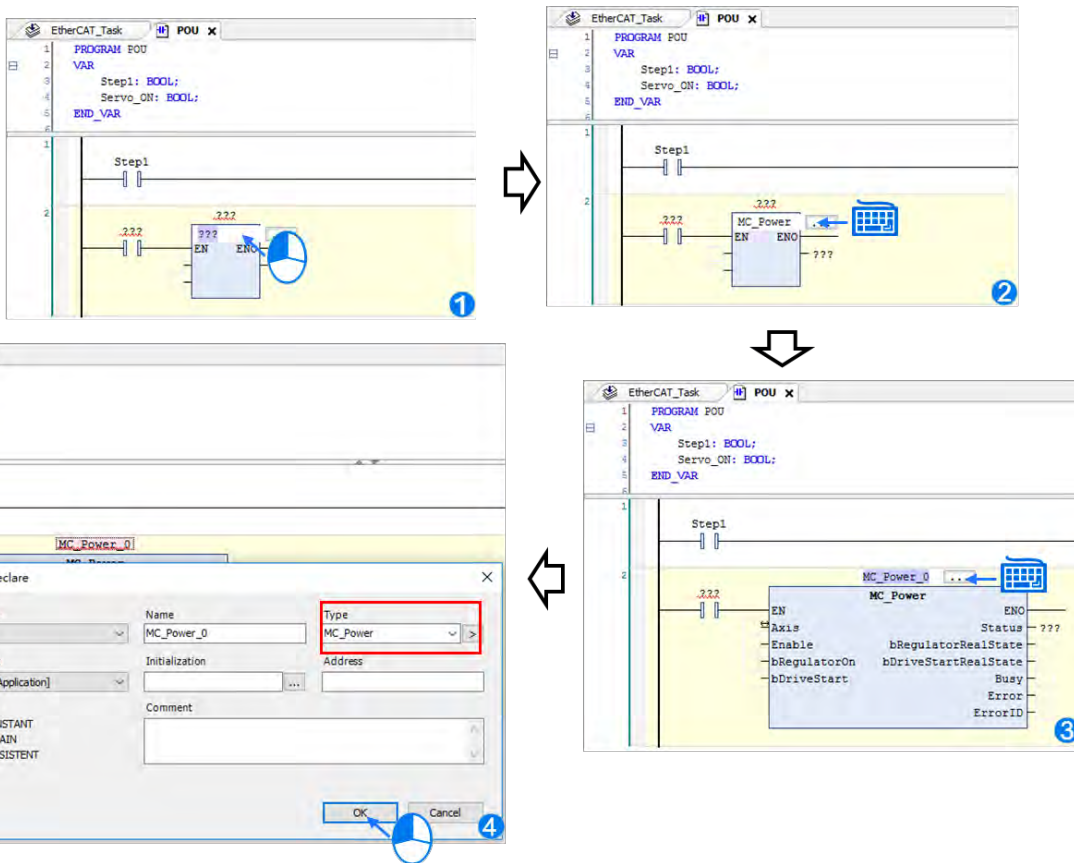 EtherCAT_Task POU X
1 PROGRAM POU
2 VAR
3 Step1: BOOL;
4 Servo_ON: BOOL;
5 END_VAR
6
1
Step1
2
???
??? ???
EN ENO
1
EtherCAT_Task POU X
1 PROGRAM POU
2 VAR
3 Step1: BOOL;
4 Servo_ON: BOOL;
5 END_VAR
6
1
Step1
2
???
??? MC_Power
EN ENO
???
2
EtherCAT_Task POU X
1 PROGRAM POU
2 VAR
3 Step1: BOOL;
4 Servo_ON: BOOL;
5 END_VAR
6
1
Step1
2
MC_Power_0 ...
??? MC_Power
EN ENO
Axis Status ???
Enable bRegulatorRealState
bRegulatorOn bDriveStartRealState
bDriveStart Busy
Error
ErrorID
3
MC_Power_0
MC_Power
eclare X
Name Type
MC_Power_0 MC_Power >
Initialization Address
Application] ...
Comment
NSTANT
AIN
SISTENT
OK Cancel
4